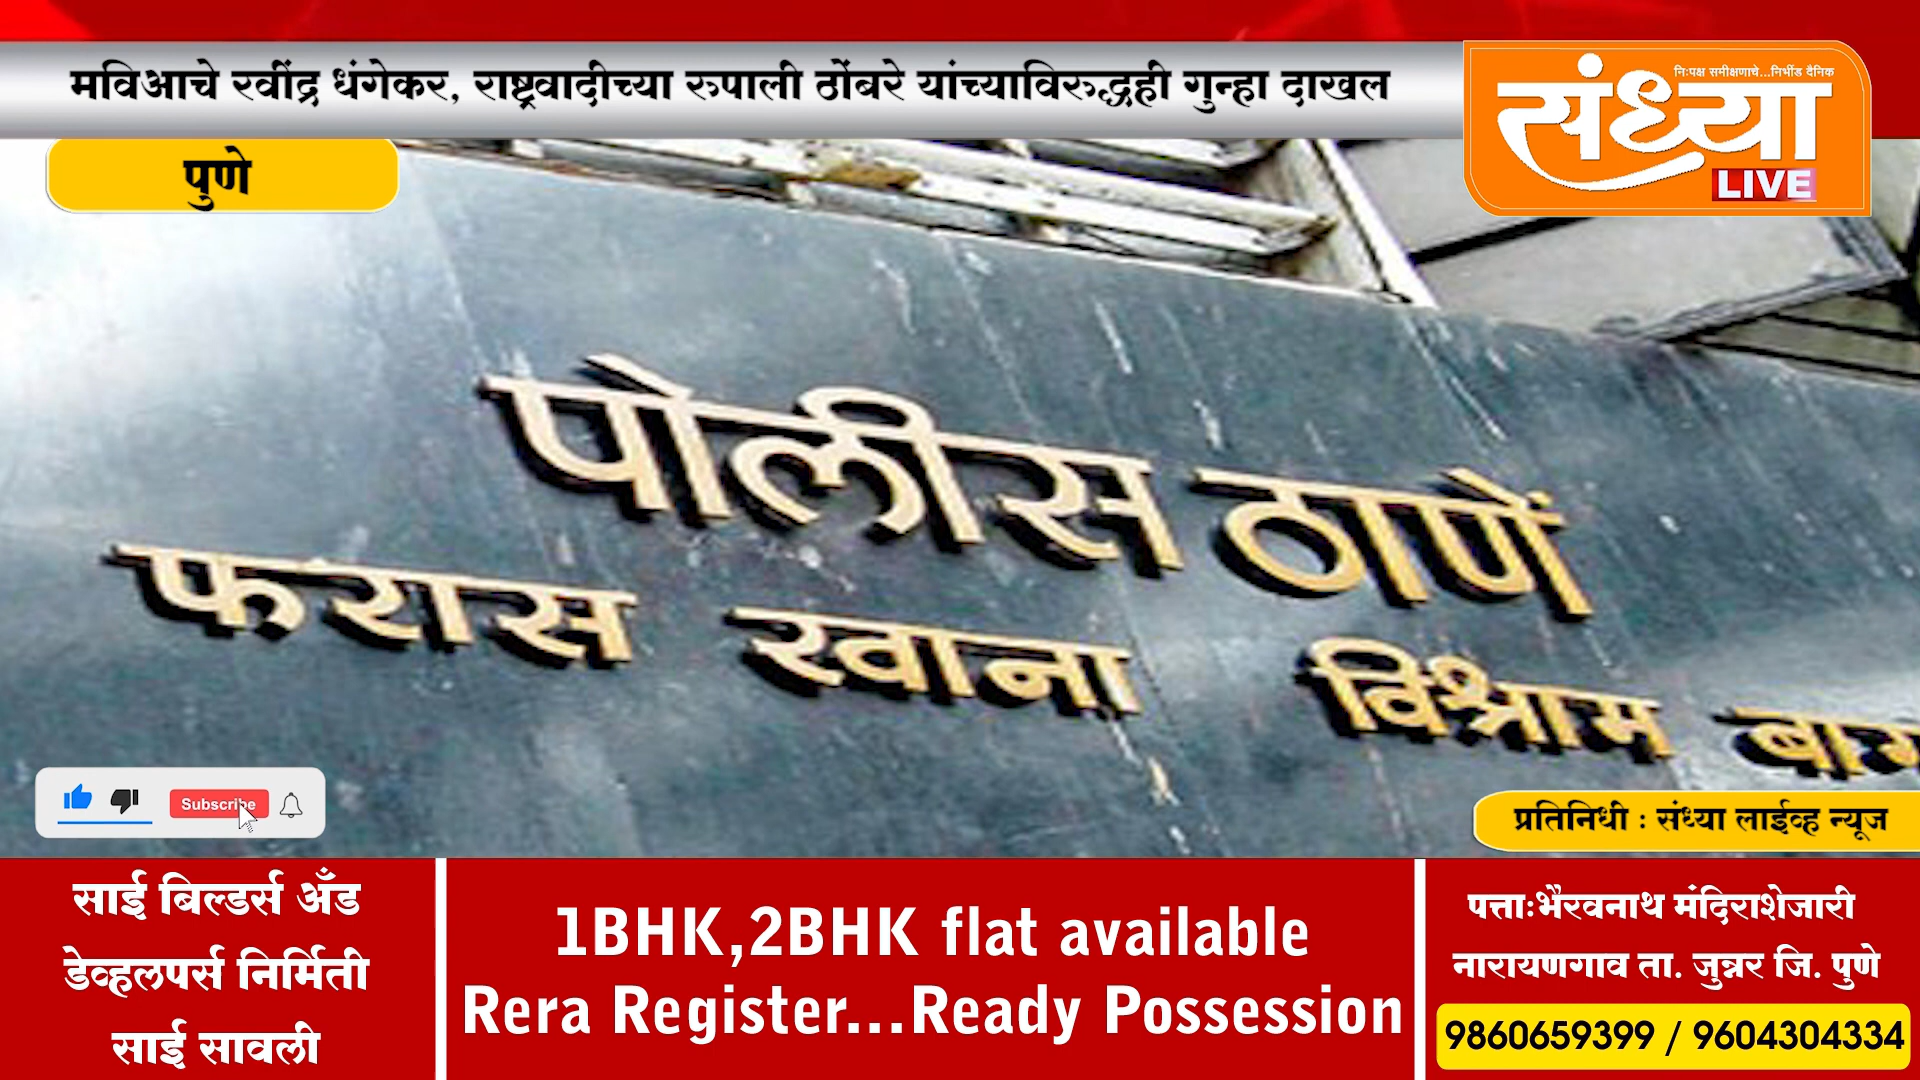 मविआचे रवींद्र धंगेकर, राष्ट्रवादीच्या रुपाली ठोंबरे यांच्याविरुद्धही गुन्हा दाखल
नि:पक्ष समीक्षणाचे...निर्भीड दैनिक
संध्या
LIVE
पुणे
पोलीस ठाणें
फरास खाना विश्राम बाग
Subscribe
प्रतिनिधी : संध्या लाईव्ह न्यूज
साई बिल्डर्स अँड
डेव्हलपर्स निर्मिती
साई सावली
1BHK,2BHK flat available
Rera Register...Ready Possession
पत्ता:भैरवनाथ मंदिराशेजारी
नारायणगाव ता. जुन्नर जि. पुणे
9860659399 / 9604304334